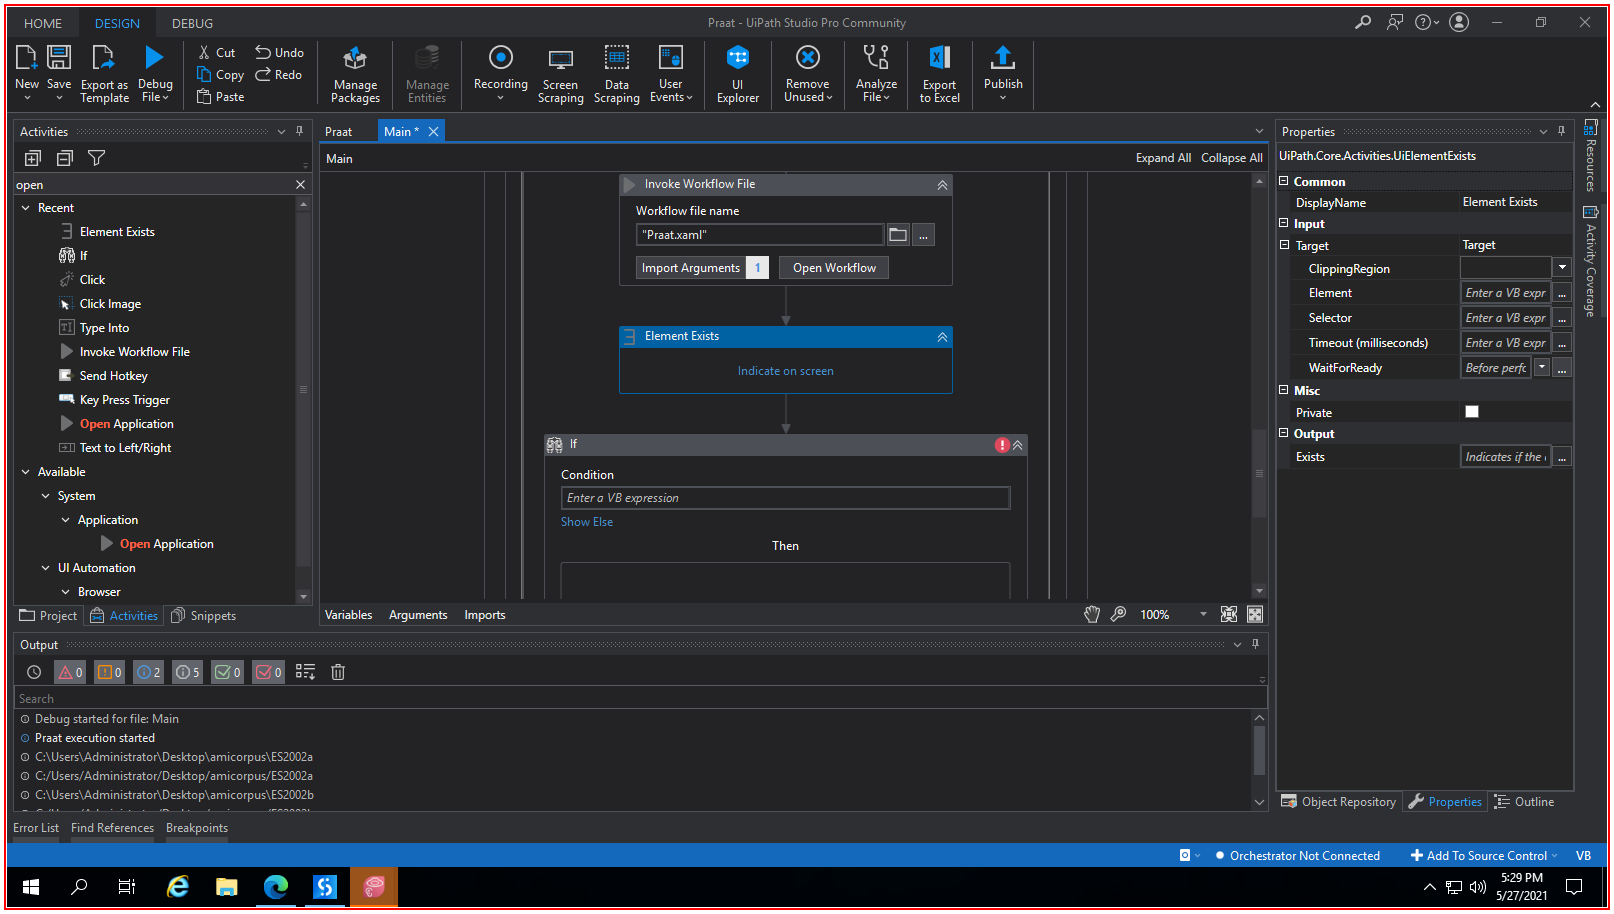 HOME DESIGN DEBUG Praat - UiPath Studio Pro Community
New Save Export as Template Debug File Cut Copy Paste Undo Redo Manage Packages Manage Entities Recording Screen Scraping Data Scraping User Events UI Explorer Remove Unused Analyze File Export to Excel Publish
Activities
open
Recent
Element Exists
If
Click
Click Image
Type Into
Invoke Workflow File
Send Hotkey
Key Press Trigger
Open Application
Text to Left/Right
Available
System
Application
Open Application
UI Automation
Browser
Project Activities Snippets
Praat Main *
Main Expand All Collapse All
Invoke Workflow File
Workflow file name
"Praat.xaml" ...
Import Arguments 1 Open Workflow
Element Exists
Indicate on screen
If
Condition
Enter a VB expression
Show Else
Then
Variables Arguments Imports 100%
Properties
UiPath.Core.Activities.UiElementExists
Common
DisplayName Element Exists
Input
Target Target
ClippingRegion
Element Enter a VB expr ...
Selector Enter a VB expr ...
Timeout (milliseconds) Enter a VB expr ...
WaitForReady Before perfo ...
Misc
Private
Output
Exists Indicates if the ...
Object Repository Properties Outline
Resources
Activity Coverage
Output
0 0 2 5 0 0
Search
Debug started for file: Main
Praat execution started
C:\Users\Administrator\Desktop\amicorpus\ES2002a
C:/Users/Administrator/Desktop/amicorpus/ES2002a
C:\Users\Administrator\Desktop\amicorpus\ES2002b
Error List Find References Breakpoints
Orchestrator Not Connected Add To Source Control VB
5:29 PM
5/27/2021